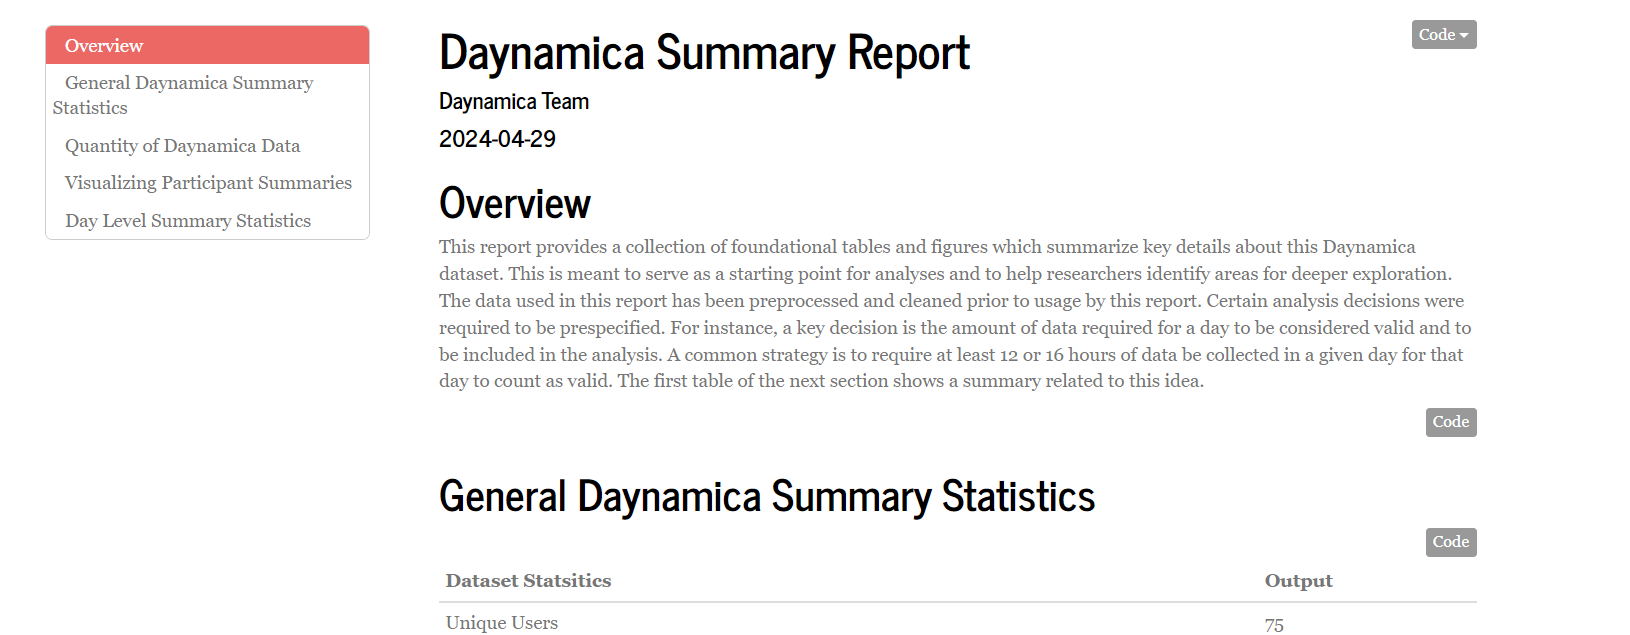 Overview
General Daynamica Summary
Statistics
Quantity of Daynamica Data
Visualizing Participant Summaries
Day Level Summary Statistics
Code
Daynamica Summary Report
Daynamica Team
2024-04-29
Overview
This report provides a collection of foundational tables and figures which summarize key details about this Daynamica
dataset. This is meant to serve as a starting point for analyses and to help researchers identify areas for deeper exploration.
The data used in this report has been preprocessed and cleaned prior to usage by this report. Certain analysis decisions were
required to be prespecified. For instance, a key decision is the amount of data required for a day to be considered valid and to
be included in the analysis. A common strategy is to require at least 12 or 16 hours of data be collected in a given day for that
day to count as valid. The first table of the next section shows a summary related to this idea.
Code
General Daynamica Summary Statistics
Code
Dataset Statsitics Output
Unique Users 75